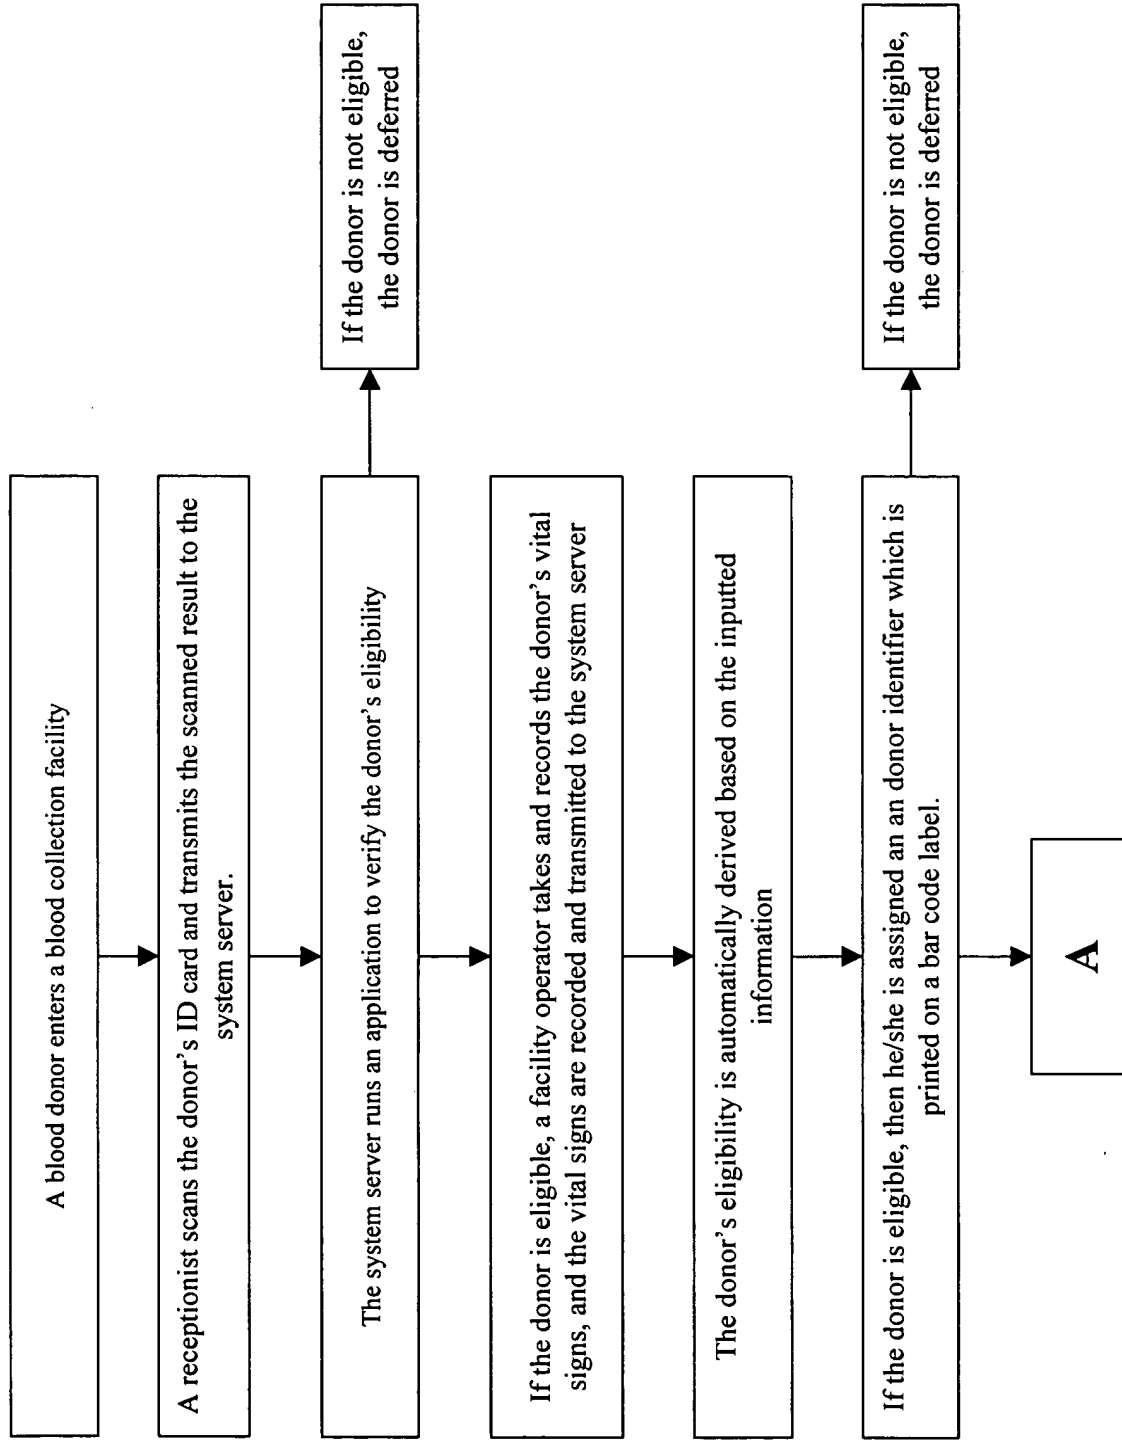 A blood donor enters a blood collection facility
A receptionist scans the donor's ID card and transmits the scanned result to the
system server.
The system server runs an application to verify the donor's eligibility
If the donor is not eligible,
the donor is deferred
If the donor is eligible, a facility operator takes and records the donor's vital
signs, and the vital signs are recorded and transmitted to the system server
The donor's eligibility is automatically derived based on the inputted
information
If the donor is eligible, then he/she is assigned an an donor identifier which is
printed on a bar code label.
If the donor is not eligible,
the donor is deferred
A